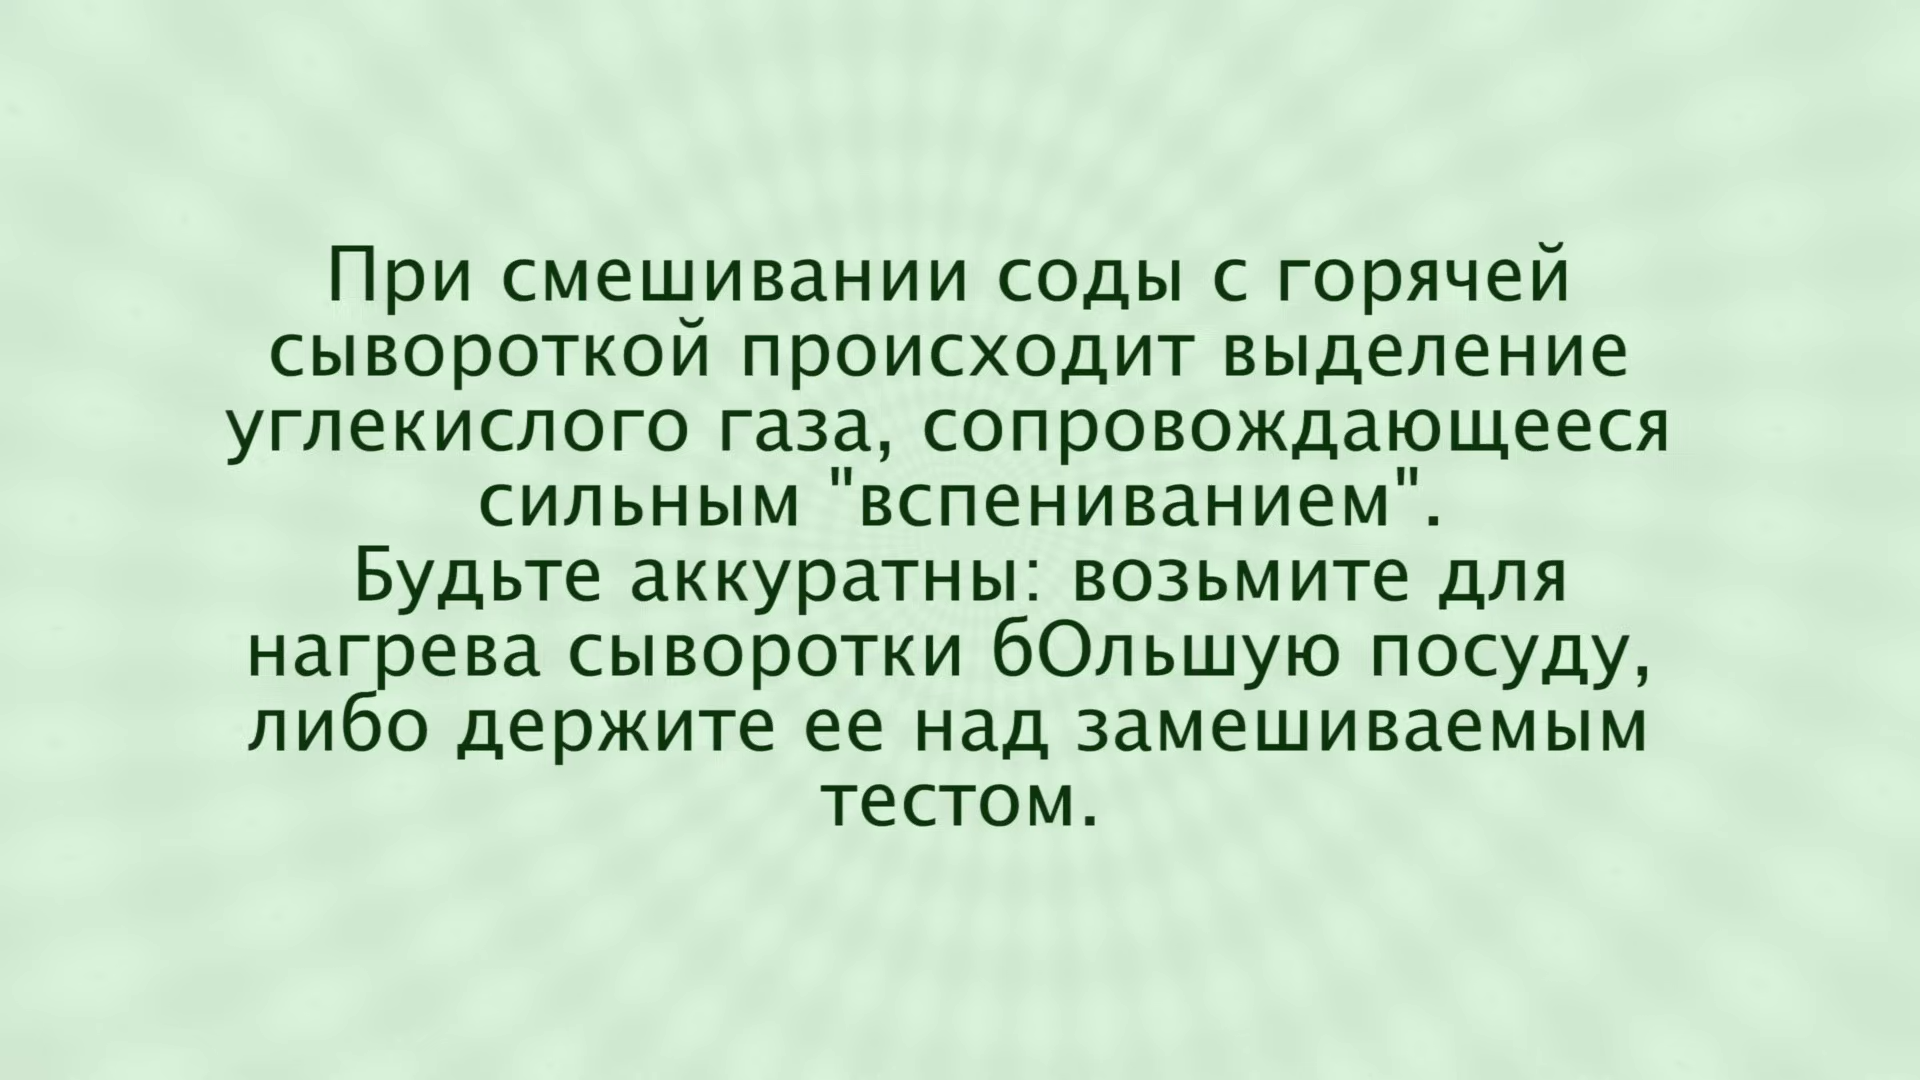 При смешивании соды с горячей
сывороткой происходит выделение
углекислого газа, сопровождающееся
сильным "вспениванием".
Будьте аккуратны: возьмите для
нагрева сыворотки бОльшую посуду,
либо держите ее над замешиваемым
тестом.